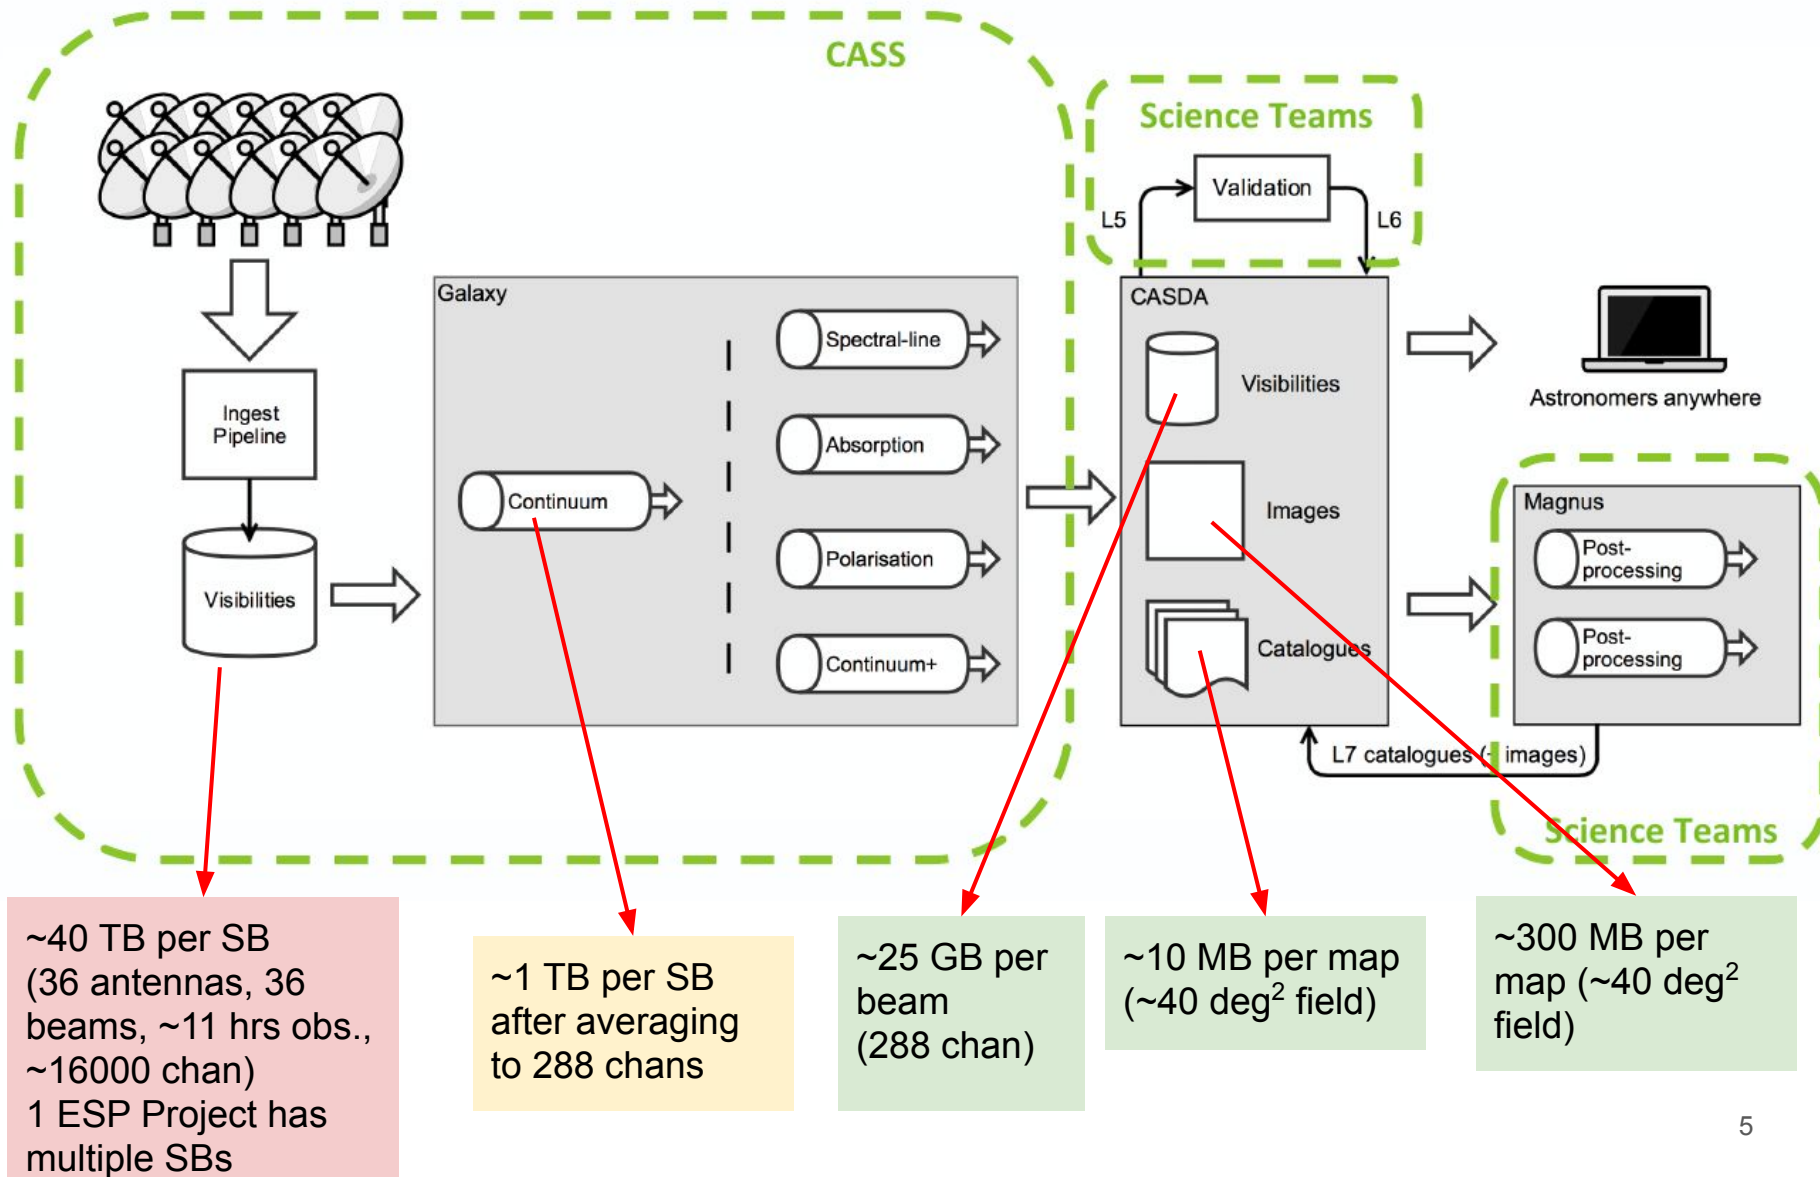 CASS
Science Teams
Validation
L5
L6
Galaxy
CASDA
Spectral-line
Ingest
Pipeline
Visibilities
Astronomers anywhere
Absorption
Continuum
Images
Magnus
Post-
processing
Polarisation
Visibilities
Catalogues
Post-
processing
Continuum+
L7 catalogues (+ images)
Science Teams
~40 TB per SB
(36 antennas, 36
beams, ~11 hrs obs.,
~16000 chan)
1 ESP Project has
multiple SBs
~1 TB per SB
after averaging
to 288 chans
~25 GB per
beam
(288 chan)
~10 MB per map
(~40 deg² field)
~300 MB per
map (~40 deg²
field)
5